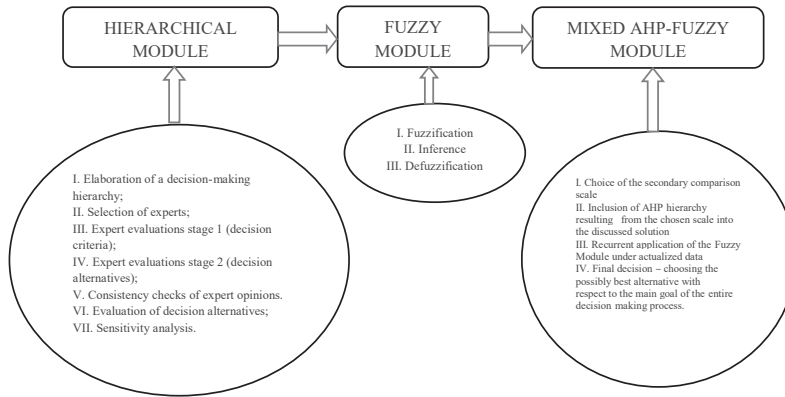 HIERARCHICAL
MODULE
FUZZY
MODULE
MIXED AHP-FUZZY
MODULE
I. Elaboration of a decision-making
hierarchy;
II. Selection of experts;
III. Expert evaluations stage 1 (decision
criteria);
IV. Expert evaluations stage 2 (decision
alternatives);
V. Consistency checks of expert opinions.
VI. Evaluation of decision alternatives;
VII. Sensitivity analysis.
I. Fuzzification
II. Inference
III. Defuzzification
I. Choice of the secondary comparison
scale
II. Inclusion of AHP hierarchy
resulting from the chosen scale into
the discussed solution
III. Recurrent application of the Fuzzy
Module under actualized data
IV. Final decision – choosing the
possibly best alternative with
respect to the main goal of the entire
decision making process.